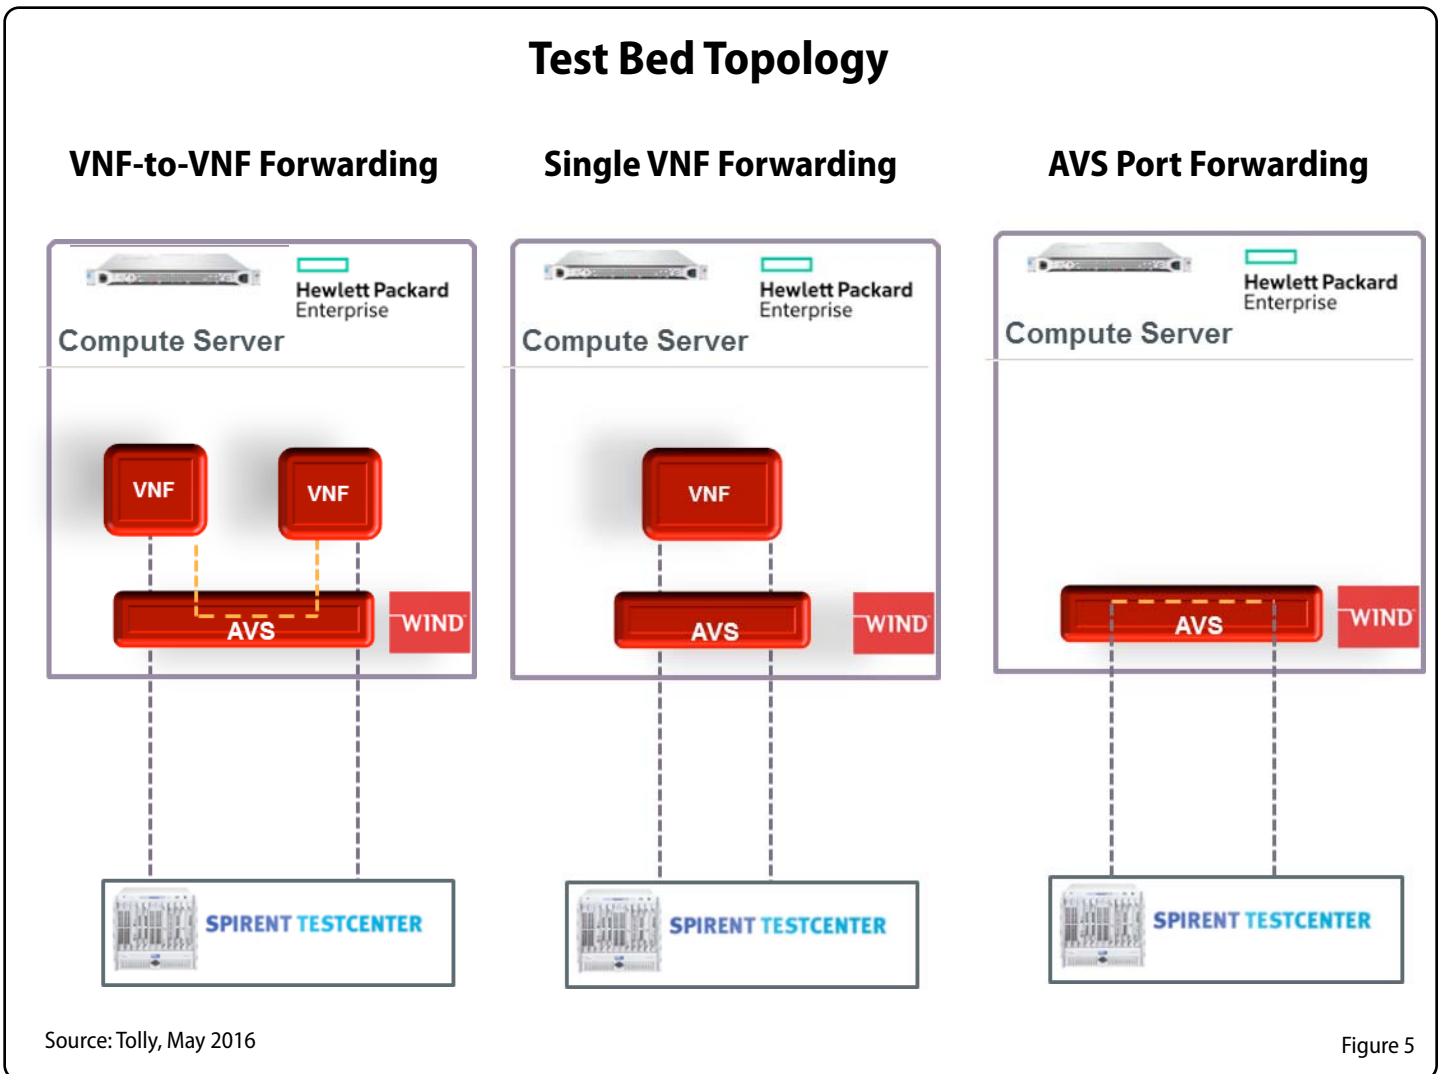 Test Bed Topology
VNF-to-VNF Forwarding
Single VNF Forwarding
AVS Port Forwarding
Hewlett Packard
Enterprise
Compute Server
VNF
VNF
AVS
WIND
SPIRENT TESTCENTER
Hewlett Packard
Enterprise
Compute Server
VNF
AVS
WIND
SPIRENT TESTCENTER
Hewlett Packard
Enterprise
Compute Server
AVS
WIND
SPIRENT TESTCENTER
Source: Tolly, May 2016
Figure 5